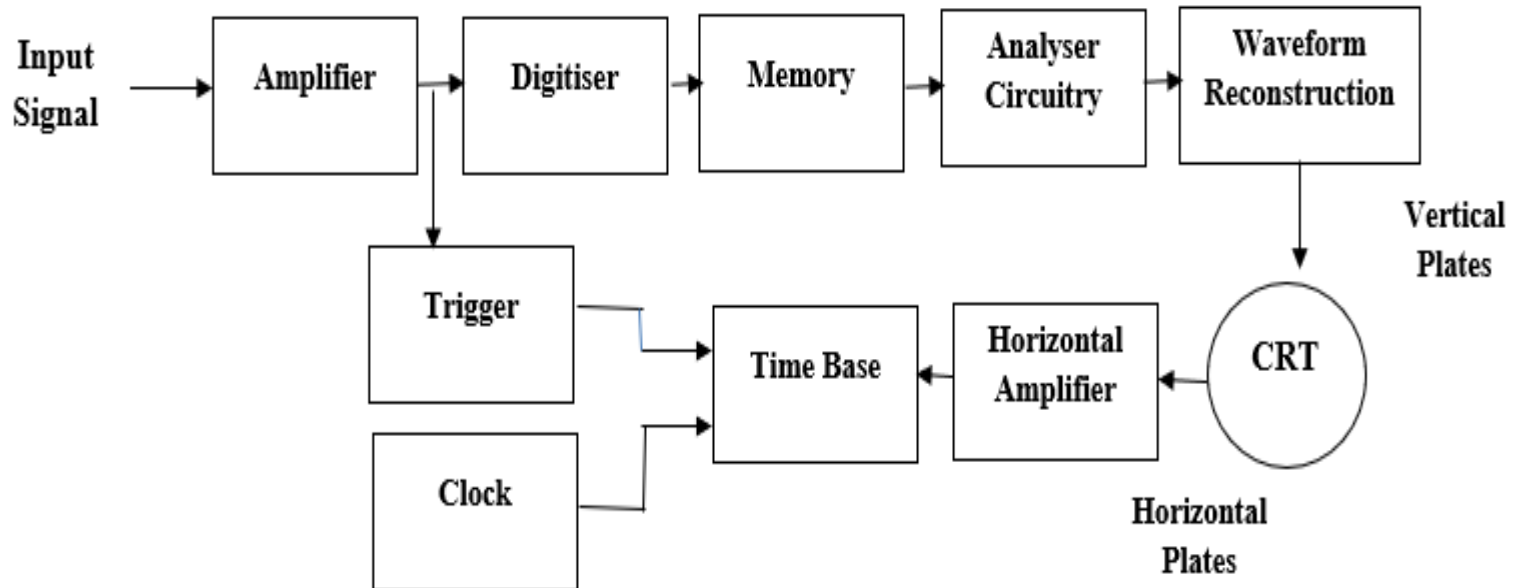 Input
Signal
Amplifier
Digitiser
Memory
Analyser
Circuitry
Waveform
Reconstruction
Vertical
Plates
Trigger
Time Base
Horizontal
Amplifier
CRT
Clock
Horizontal
Plates